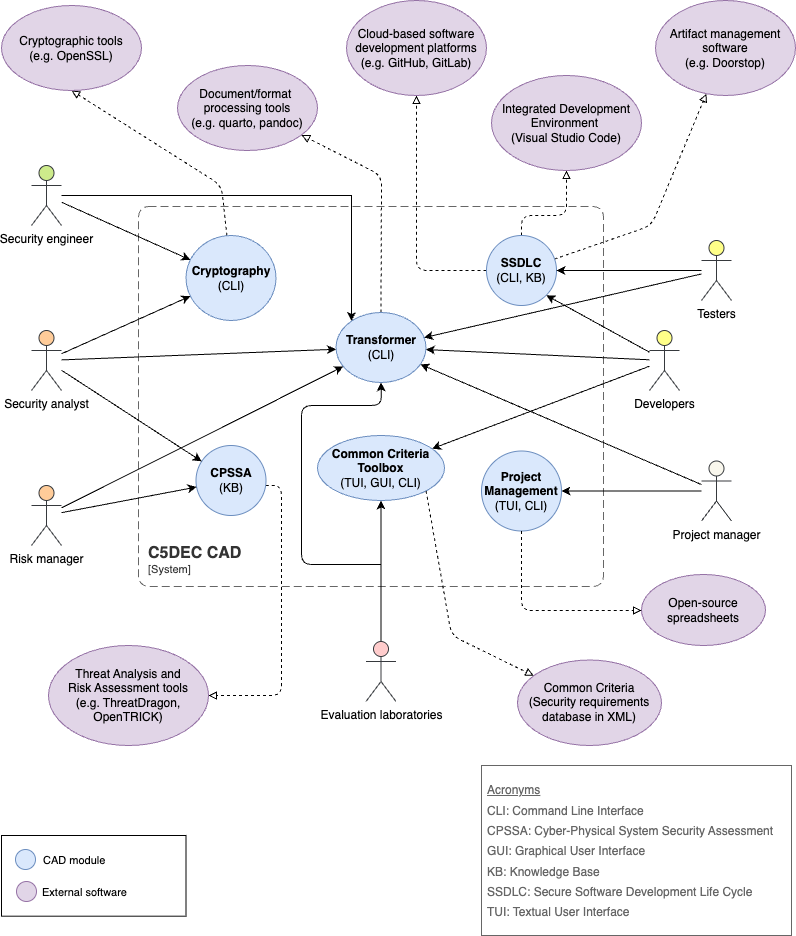 Cryptographic tools
(e.g. OpenSSL)
Document/format
processing tools
(e.g. quarto, pandoc)
Cloud-based software
development platforms
(e.g. GitHub, GitLab)
Integrated Development
Environment
(Visual Studio Code)
Artifact management
software
(e.g. Doorstop)
Security engineer
Cryptography
(CLI)
SSDLC
(CLI, KB)
Testers
Transformer
(CLI)
Security analyst
Developers
CPSSA
(KB)
Common Criteria
Toolbox
(TUI, GUI, CLI)
Project
Management
(TUI, CLI)
Risk manager
Project manager
C5DEC CAD
[System]
Open-source
spreadsheets
Threat Analysis and
Risk Assessment tools
(e.g. ThreatDragon,
OpenTRICK)
Evaluation laboratories
Common Criteria
(Security requirements
database in XML)
Acronyms
CLI: Command Line Interface
CPSSA: Cyber-Physical System Security Assessment
GUI: Graphical User Interface
KB: Knowledge Base
SSDLC: Secure Software Development Life Cycle
TUI: Textual User Interface
CAD module
External software